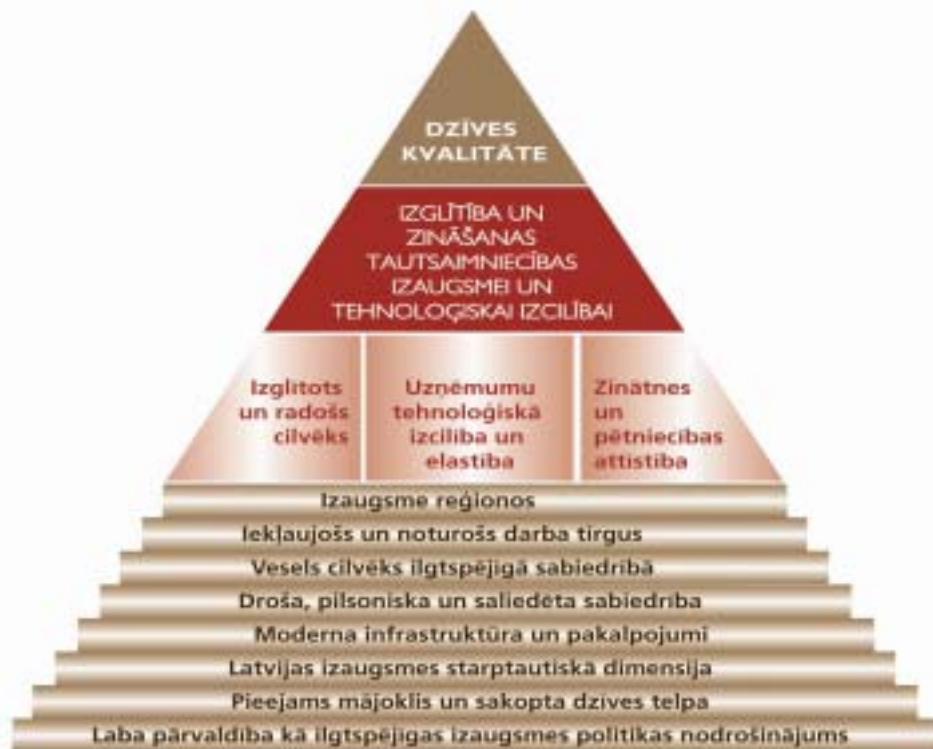 DZĪVES
KVALITĀTE
IZGLĪTĪBA UN
ZINĀŠANAS
TAUTSAIMNIECĪBAS
IZAUGSMEI UN
TEHNOLOĢISKAI IZCILĪBAI
Izglītots
un radošs
cilvēks
Uzņēmumu
tehnoloģiskā
izcilība un
elastība
Zinātnes
un
pētniecības
attīstība
Izaugsme reģionos
Iekļaujošs un noturošs darba tirgus
Vesels cilvēks ilgtspējīgā sabiedrībā
Droša, pilsoniska un saliedēta sabiedrība
Moderna infrastruktūra un pakalpojumi
Latvijas izaugsmes starptautiskā dimensija
Pieejams mājoklis un sakopta dzīves telpa
Laba pārvaldība kā ilgtspējīgas izaugsmes politikas nodrošinājums